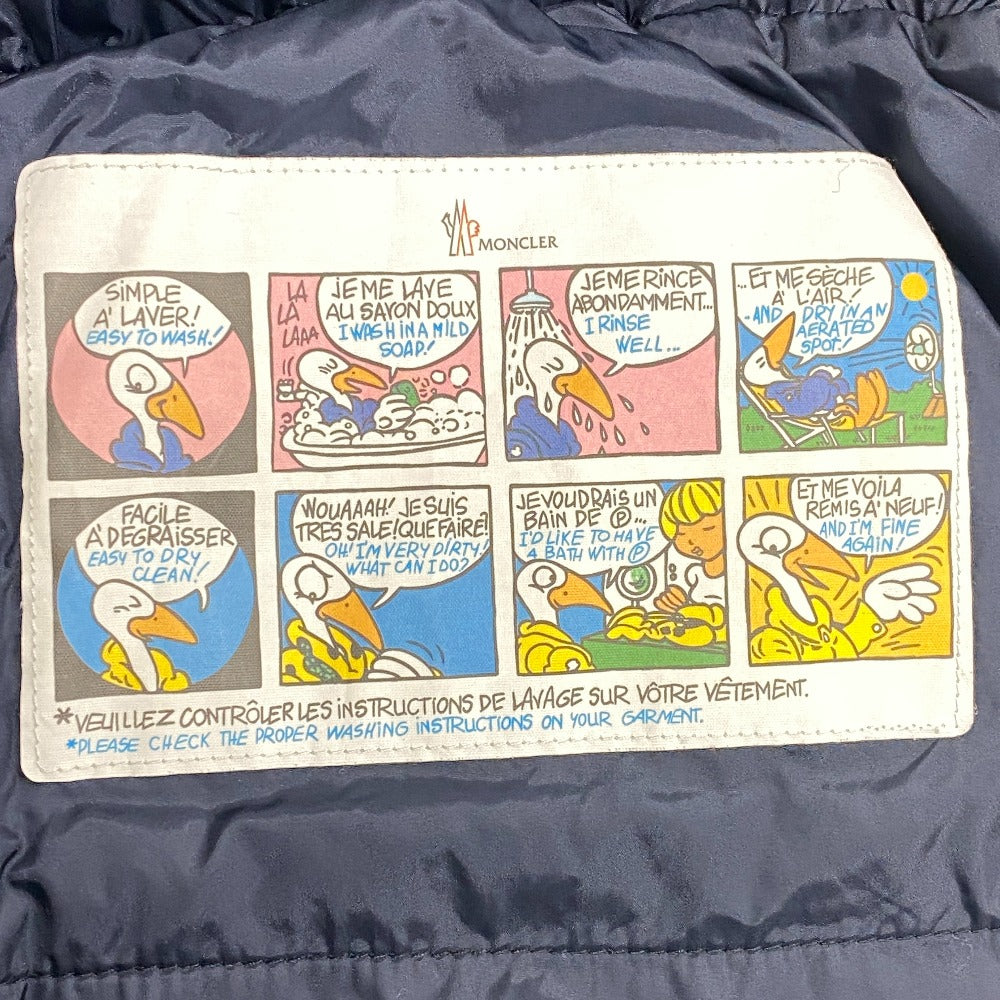 MONCLER
SIMPLE
A' LAVER!
EASY TO WASH!
LA
LA
LAAA
JE ME LAVE
AU SAVON DOUX
I WASH IN A MILD
SOAP!
JE ME RINCE
ABONDAMMENT...
I RINSE
WELL...
...ET ME SÈCHE
A' L'AIR!
..AND DRY IN AN
AERATED
SPOT!
FACILE
A' DEGRAISSER
EASY TO DRY
CLEAN!
WOUAAAH! JE SUIS
TRES SALE! QUE FAIRE?
OH! I'M VERY DIRTY!
WHAT CAN I DO?
JE VOUDRAIS UN
BAIN DE Ⓟ...
I'D LIKE TO HAVE
A BATH WITH Ⓟ
ET ME VOILA
REMIS A' NEUF!
AND I'M FINE
AGAIN!
*VEUILLEZ CONTRÔLER LES INSTRUCTIONS DE LAVAGE SUR VÔTRE VÊTEMENT.
*PLEASE CHECK THE PROPER WASHING INSTRUCTIONS ON YOUR GARMENT.